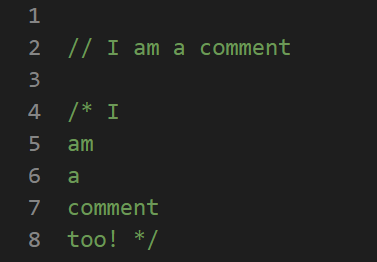 1
2 // I am a comment
3
4 /* I
5 am
6 a
7 comment
8 too! */